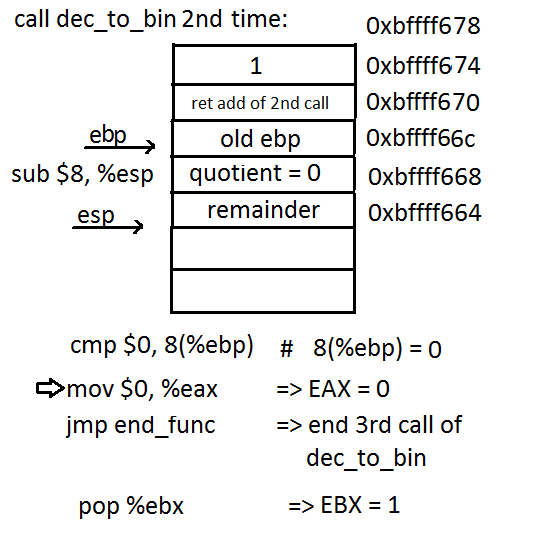 call dec_to_bin 2nd time:
0xbffff678
1
0xbffff674
ret add of 2nd call
0xbffff670
ebp
old ebp
0xbffff66c
sub $8, %esp
quotient = 0
0xbffff668
esp
remainder
0xbffff664
cmp $0, 8(%ebp) # 8(%ebp) = 0
mov $0, %eax => EAX = 0
jmp end_func => end 3rd call of
dec_to_bin
pop %ebx => EBX = 1